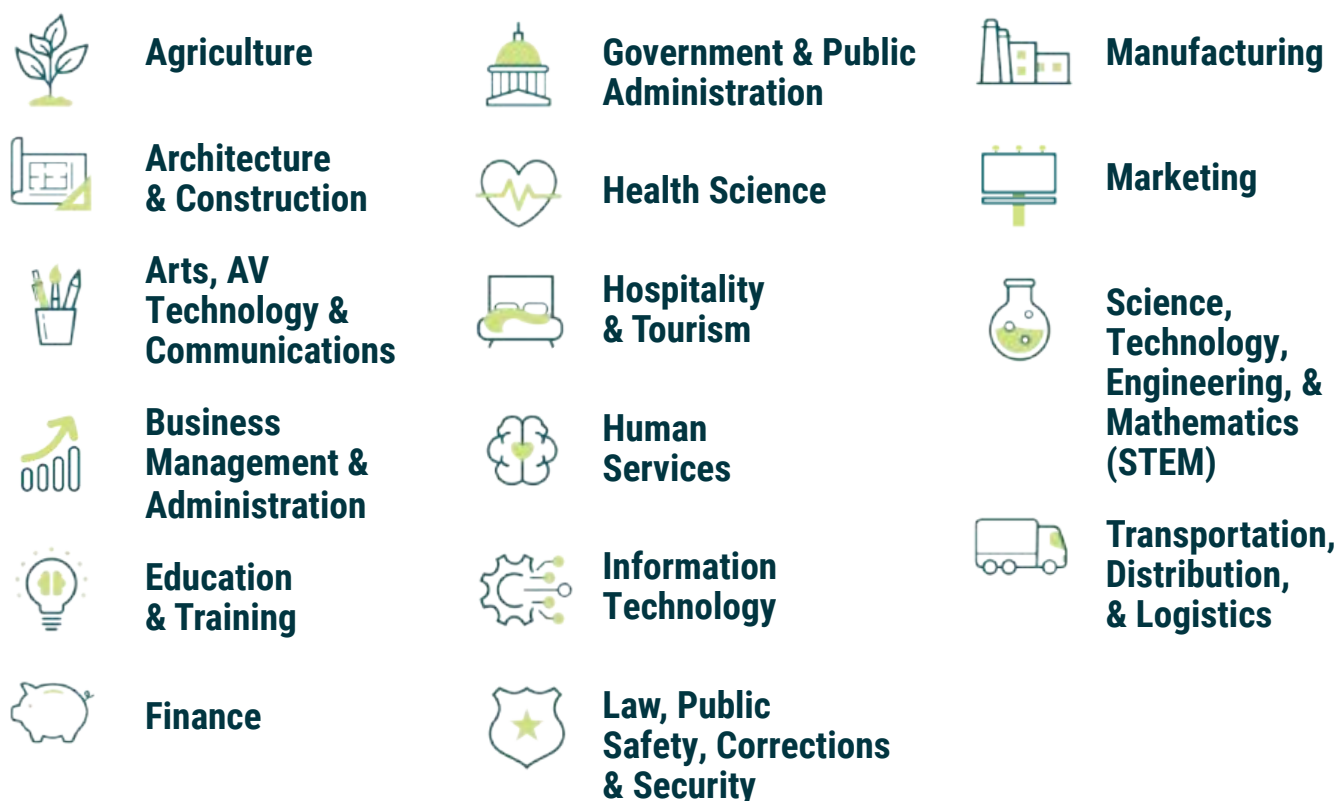 Agriculture
Architecture
& Construction
Arts, AV
Technology &
Communications
Business
Management &
Administration
Education
& Training
Finance
Government & Public
Administration
Health Science
Hospitality
& Tourism
Human
Services
Information
Technology
Law, Public
Safety, Corrections
& Security
Manufacturing
Marketing
Science,
Technology,
Engineering, &
Mathematics
(STEM)
Transportation,
Distribution,
& Logistics